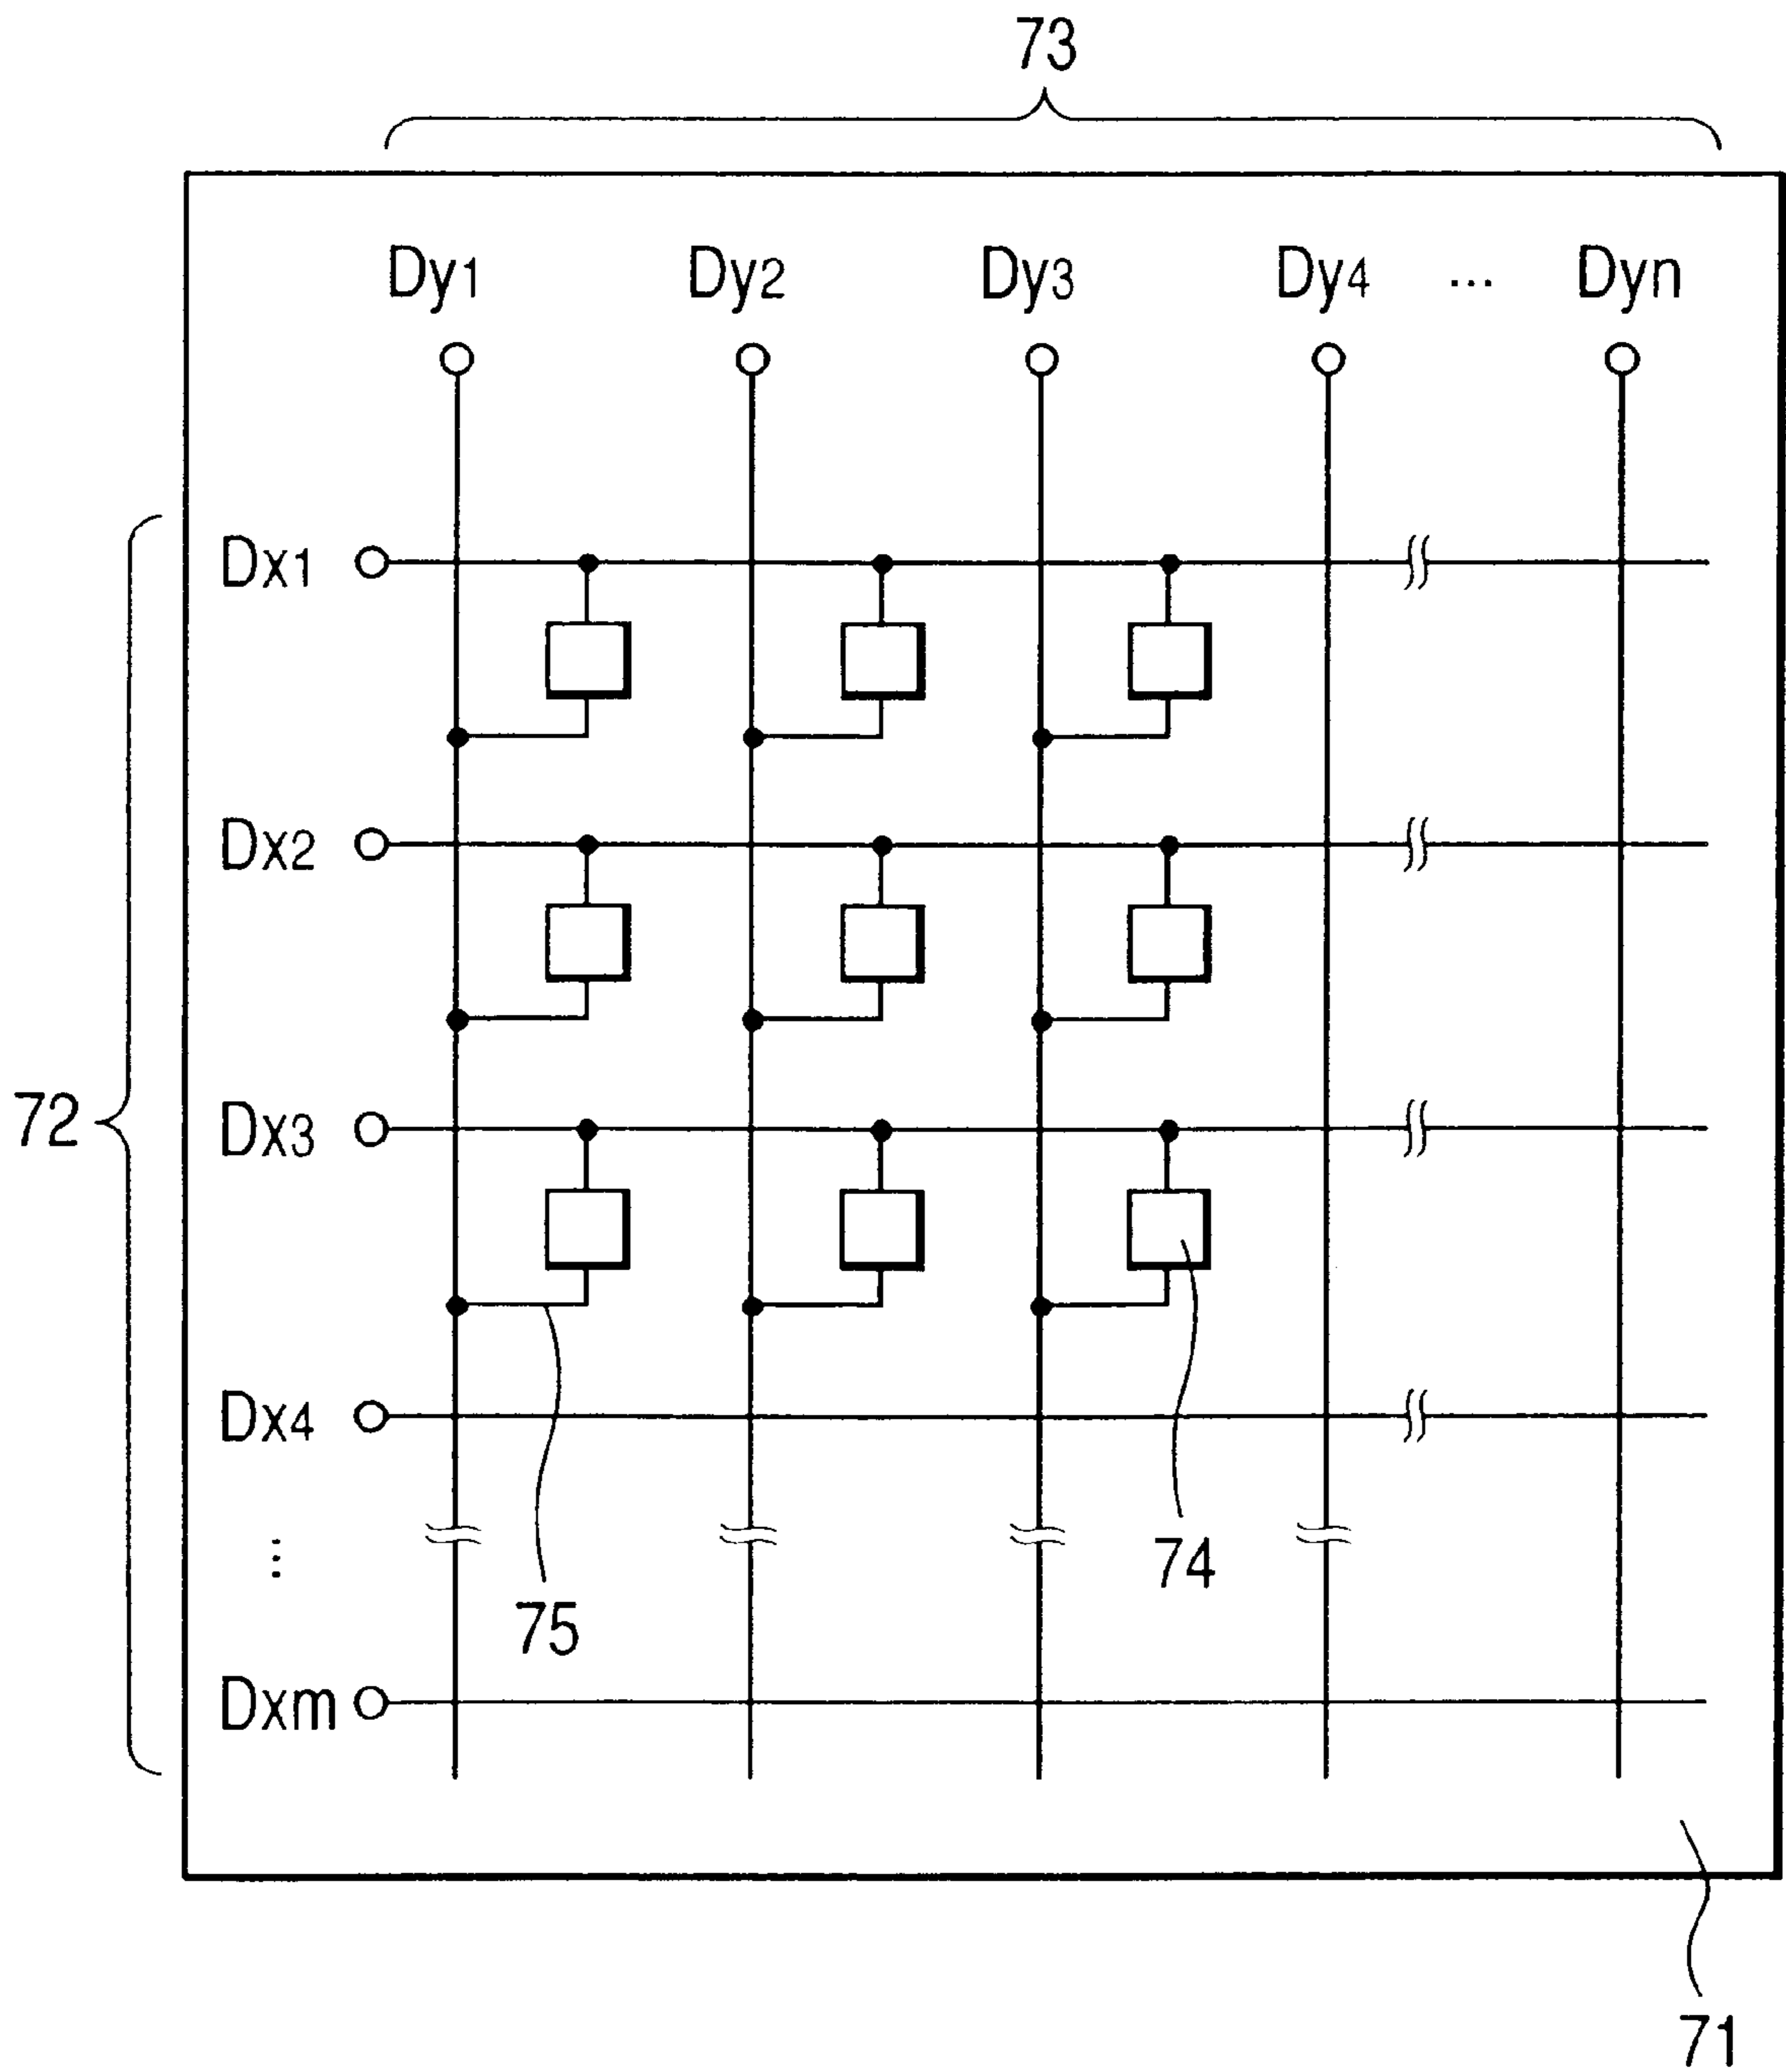 73
Dy1 Dy2 Dy3 Dy4 ... Dyn
Dx1
Dx2
72
Dx3
Dx4
74
...
75
Dxm
71